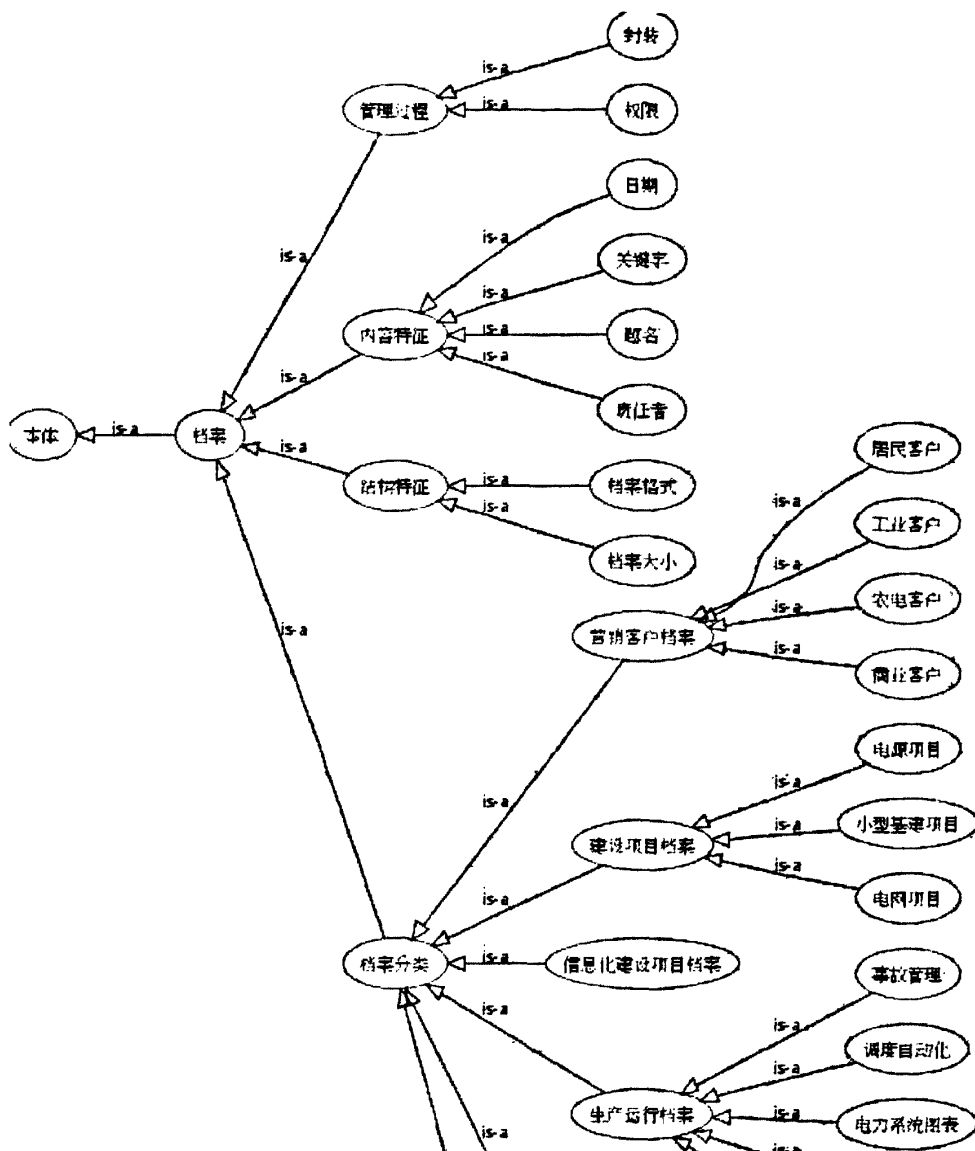 封转
is-a
管理过程
is-a
权限
日期
is-a
is-a
关键字
is-a
内容特征
is-a
题名
is-a
is-a
责任者
本体
is-a
档案
居民客户
is-a
结构特征
is-a
档案格式
is-a
is-a
工业客户
档案大小
is-a
农电客户
is-a
is-a
营销客户档案
is-a
商业客户
电源项目
is-a
is-a
小型基建项目
is-a
建设项目档案
is-a
is-a
电网项目
档案分类
is-a
信息化建设项目档案
事故管理
is-a
is-a
调度自动化
is-a
生产运行档案
is-a
电力系统图表
is-a
is-a